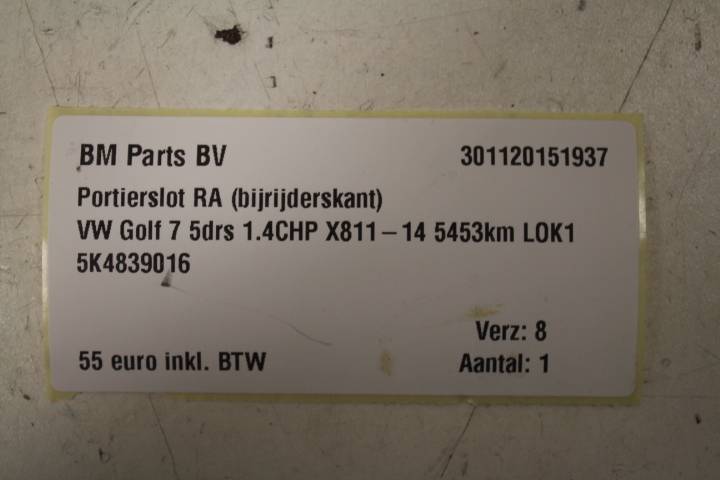 BM Parts BV 301120151937
Portierslot RA (bijrijderskant)
VW Golf 7 5drs 1.4CHP X811-14 5453km LOK1
5K4839016
Verz: 8
55 euro inkl. BTW Aantal: 1